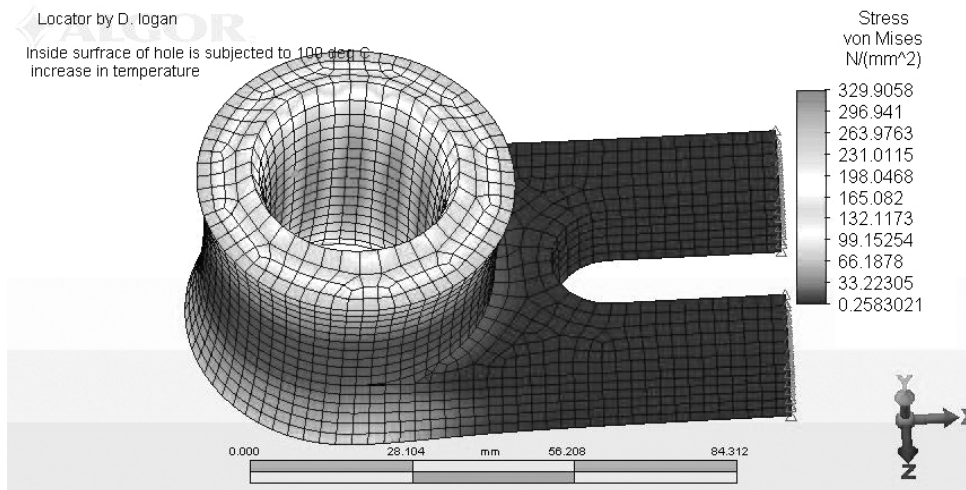 ALGOR
Locator by D. logan
Inside surfrace of hole is subjected to 100 deg C
increase in temperature
Stress
von Mises
N/(mm^2)
329.9058
296.941
263.9763
231.0115
198.0468
165.082
132.1173
99.15254
66.1878
33.22305
0.2583021
0.000
28.104
mm
56.208
84.312
Y
X
Z